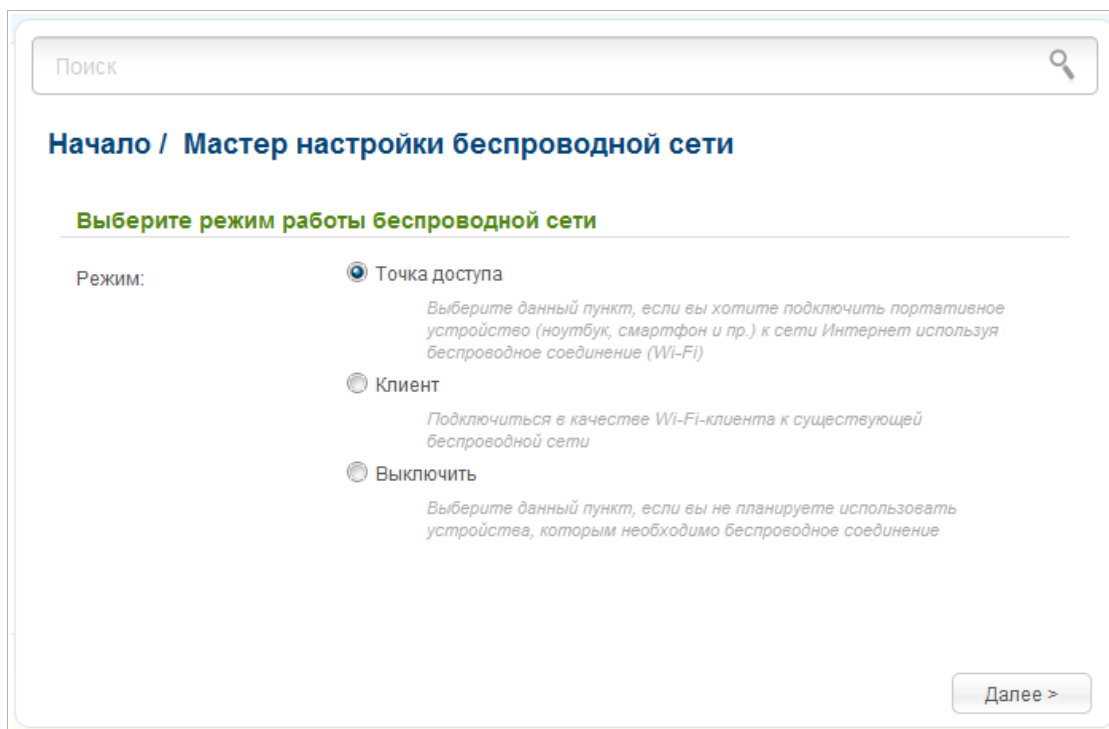 Поиск
Начало / Мастер настройки беспроводной сети
Выберите режим работы беспроводной сети
Режим:
Точка доступа
Выберите данный пункт, если вы хотите подключить портативное
устройство (ноутбук, смартфон и пр.) к сети Интернет используя
беспроводное соединение (Wi-Fi)
Клиент
Подключиться в качестве Wi-Fi-клиента к существующей
беспроводной сети
Выключить
Выберите данный пункт, если вы не планируете использовать
устройства, которым необходимо беспроводное соединение
Далее >